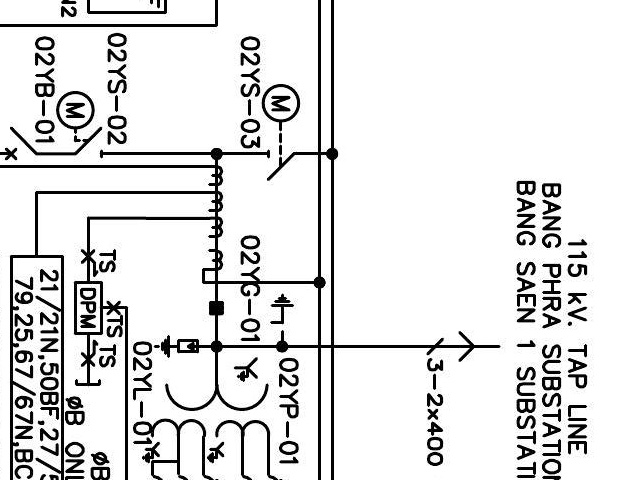 115 kV. TAP LINE
BANG PHRA SUBSTATION
BANG SAEN 1 SUBSTATI
3-2x400
02YS-03
M
02YG-01
02YP-01
02YS-02
M
02YB-01
02YL-01
TS
TS
TS
DPM
21/21N,50BF,27/5
79,25,67/67N,BC
ØB ONL
ØB
N2